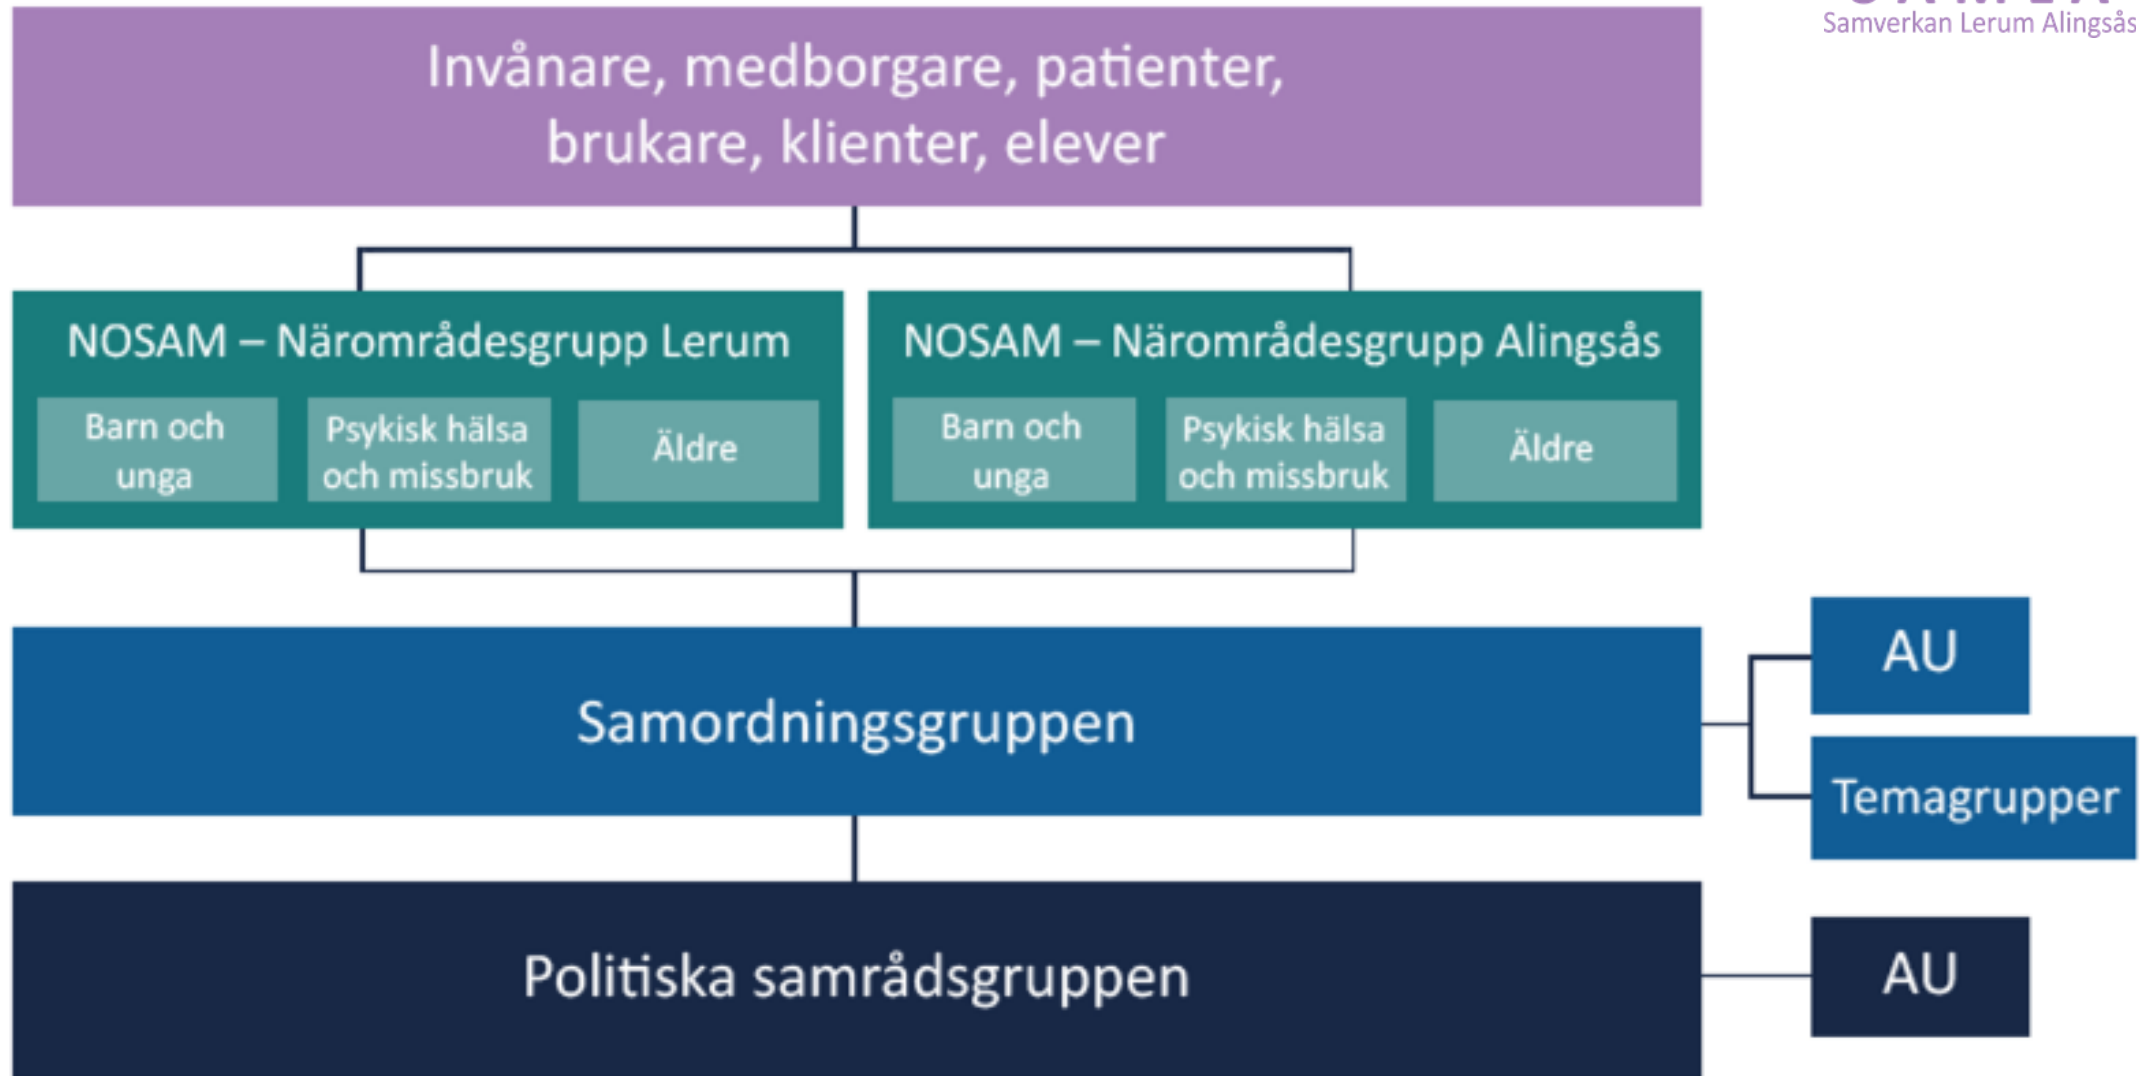 Samverkan Lerum Alingsås
Invånare, medborgare, patienter,
brukare, klienter, elever
NOSAM – Närområdesgrupp Lerum
Barn och
unga
Psykisk hälsa
och missbruk
Äldre
NOSAM – Närområdesgrupp Alingsås
Barn och
unga
Psykisk hälsa
och missbruk
Äldre
Samordningsgruppen
AU
Temagrupper
Politiska samrådsgruppen
AU